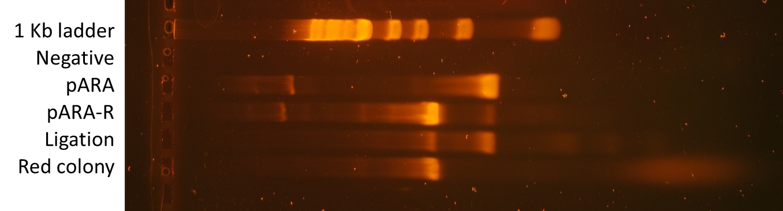 1 Kb ladder
Negative
pARA
pARA-R
Ligation
Red colony